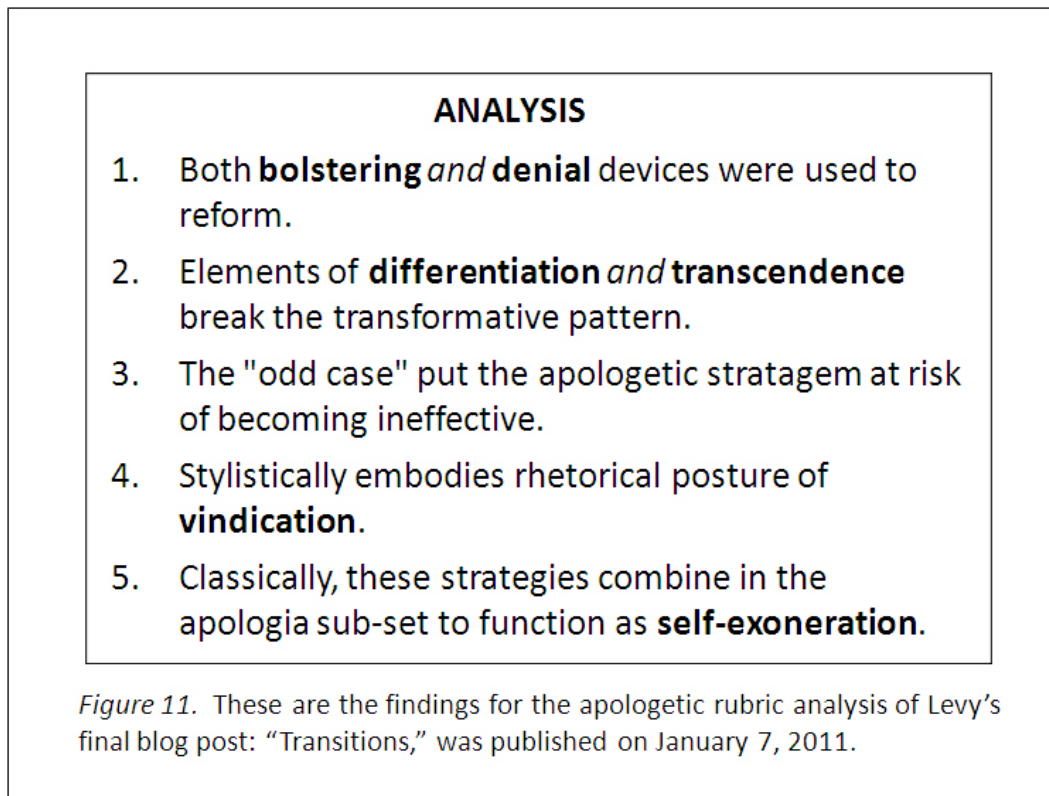 ANALYSIS
1. Both bolstering and denial devices were used to
reform.
2. Elements of differentiation and transcendence
break the transformative pattern.
3. The "odd case" put the apologetic stratagem at risk
of becoming ineffective.
4. Stylistically embodies rhetorical posture of
vindication.
5. Classically, these strategies combine in the
apologia sub-set to function as self-exoneration.
Figure 11. These are the findings for the apologetic rubric analysis of Levy’s
final blog post: “Transitions,” was published on January 7, 2011.